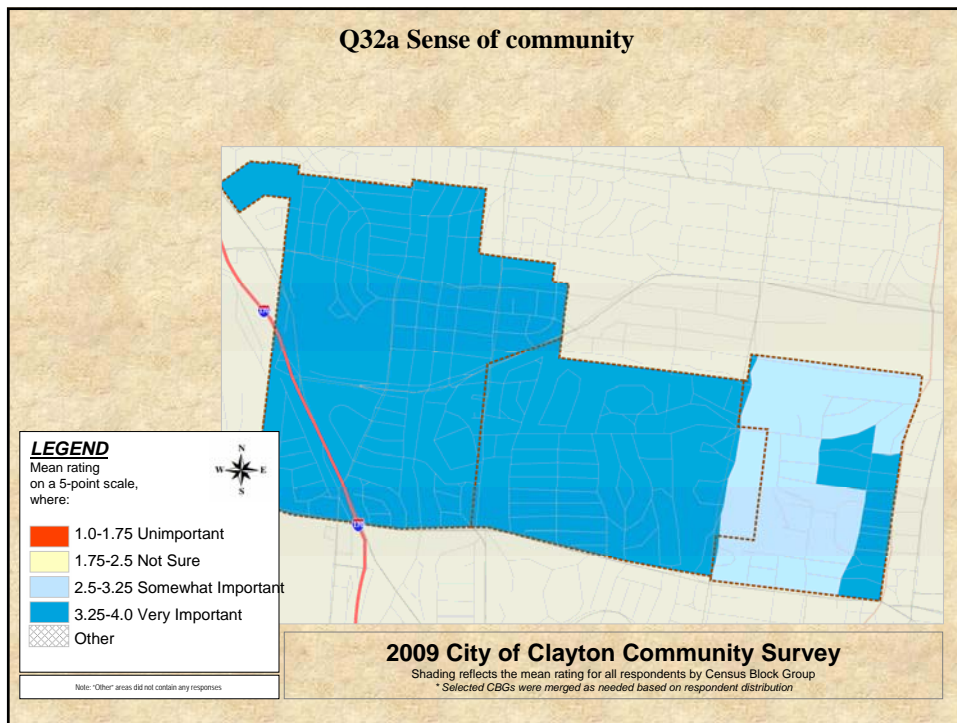 Q32a Sense of community
170
170
LEGEND
Mean rating
on a 5-point scale,
where:
N
W E
S
1.0-1.75 Unimportant
1.75-2.5 Not Sure
2.5-3.25 Somewhat Important
3.25-4.0 Very Important
Other
Note: "Other" areas did not contain any responses
2009 City of Clayton Community Survey
Shading reflects the mean rating for all respondents by Census Block Group
* Selected CBGs were merged as needed based on respondent distribution